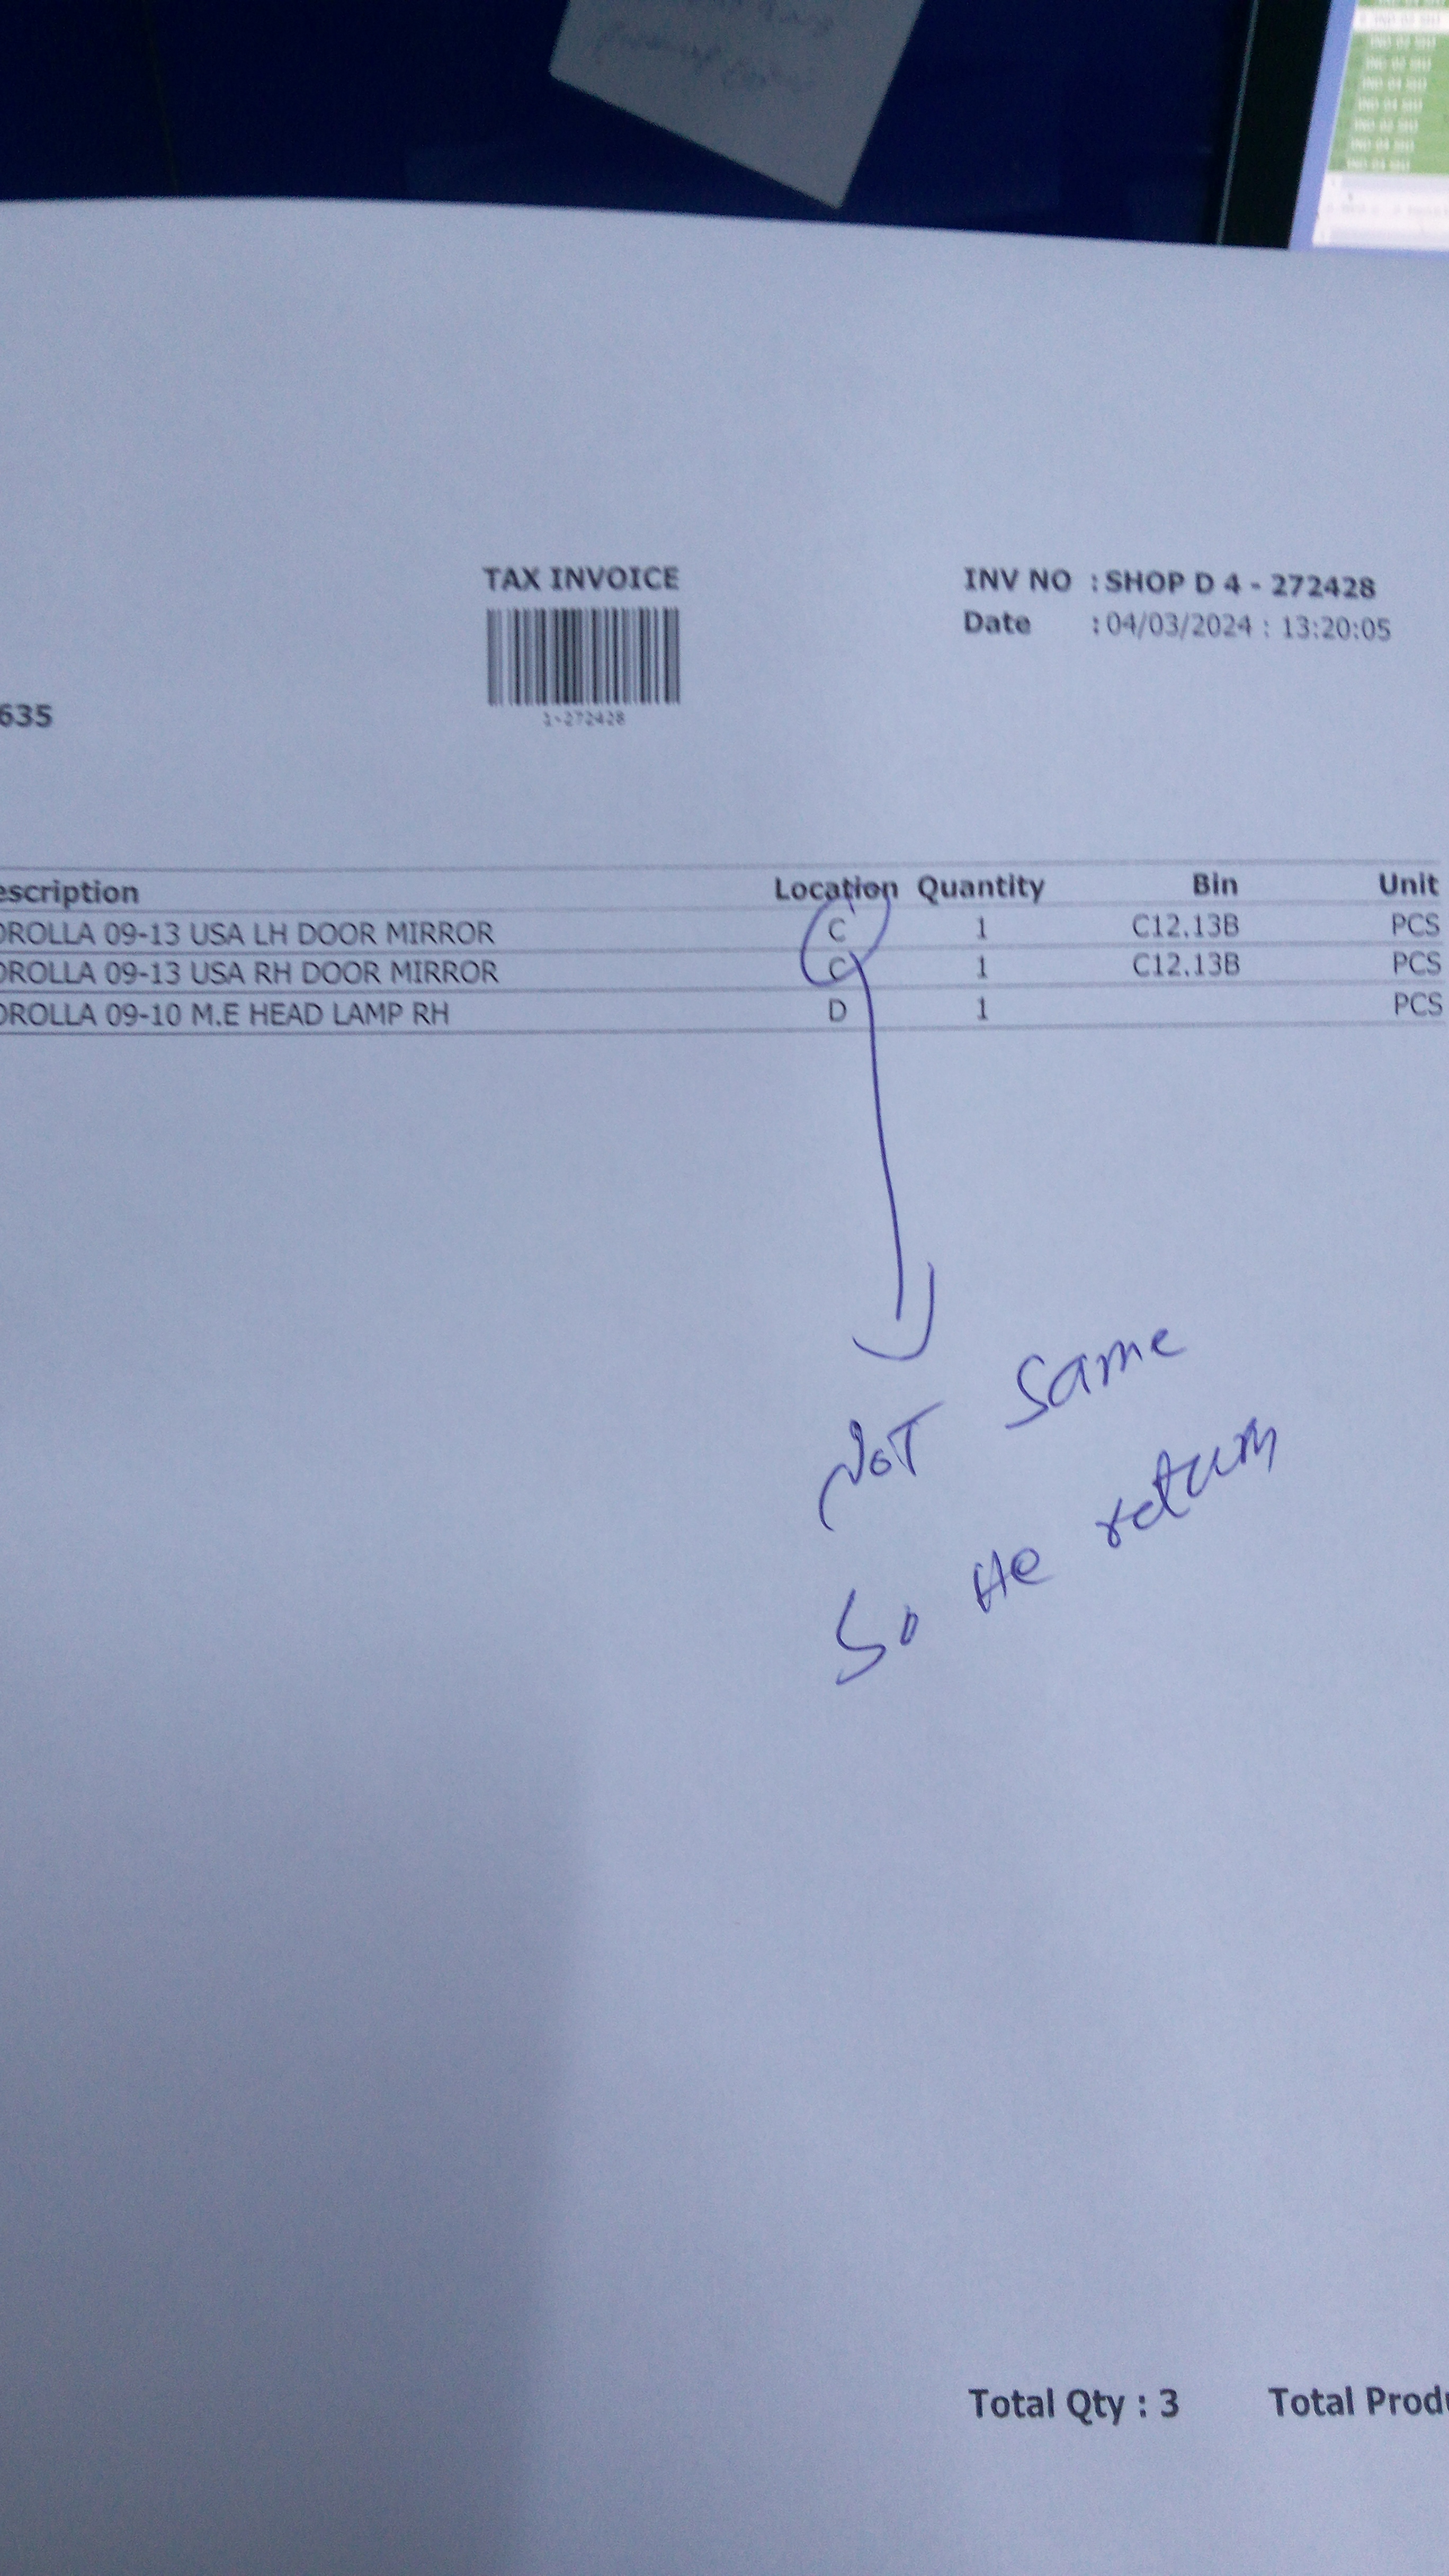 TAX INVOICE
INV NO : SHOP D 4 - 272428
Date : 04/03/2024 : 13:20:05
1-272428
635
escription Location Quantity Bin Unit
OROLLA 09-13 USA LH DOOR MIRROR C 1 C12.13B PCS
OROLLA 09-13 USA RH DOOR MIRROR C 1 C12.13B PCS
OROLLA 09-10 M.E HEAD LAMP RH D 1 PCS
NOT Same
So He return
Total Qty : 3 Total Produ